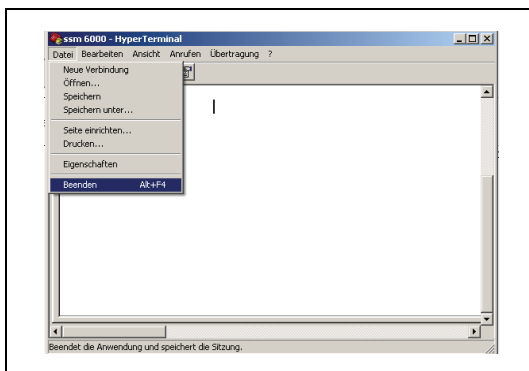 ssm 6000 - HyperTerminal
Datei Bearbeiten Ansicht Anrufen Übertragung ?
Neue Verbindung
Öffnen...
Speichern
Speichern unter...
Seite einrichten...
Drucken...
Eigenschaften
Beenden Alt+F4
Beendet die Anwendung und speichert die Sitzung.